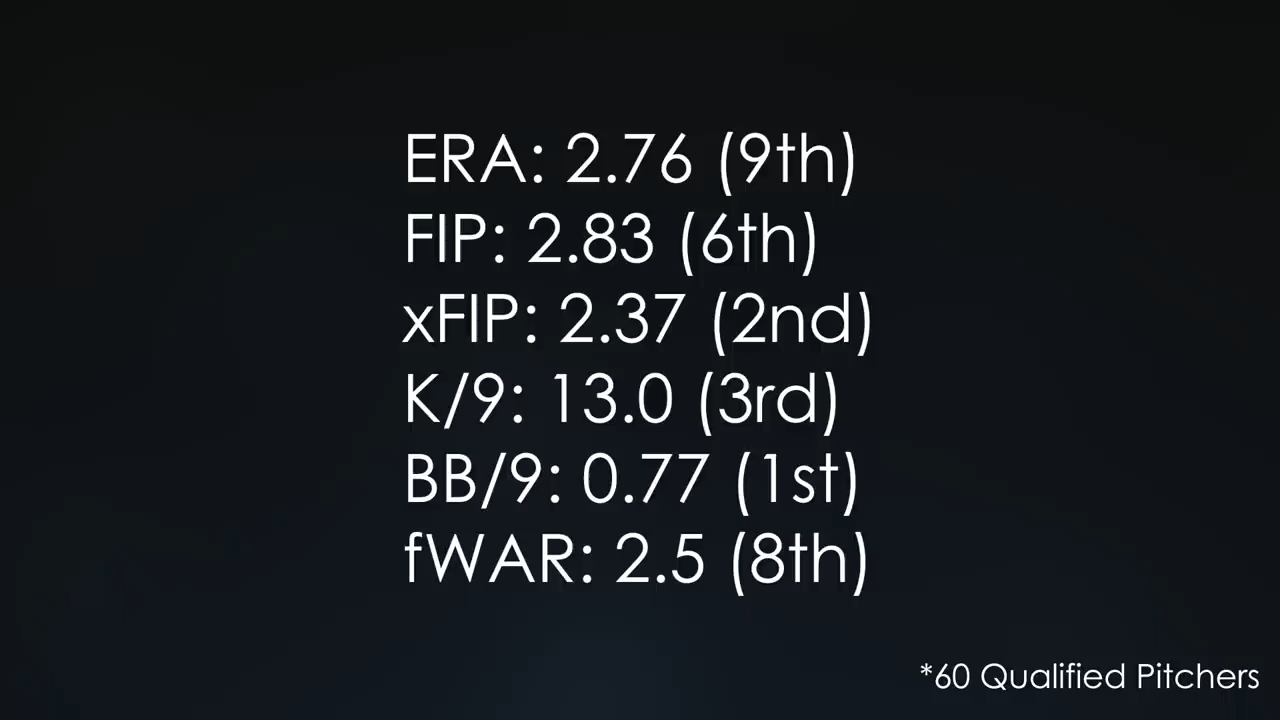 ERA: 2.76 (9th)
FIP: 2.83 (6th)
xFIP: 2.37 (2nd)
K/9: 13.0 (3rd)
BB/9: 0.77 (1st)
fWAR: 2.5 (8th)
*60 Qualified Pitchers